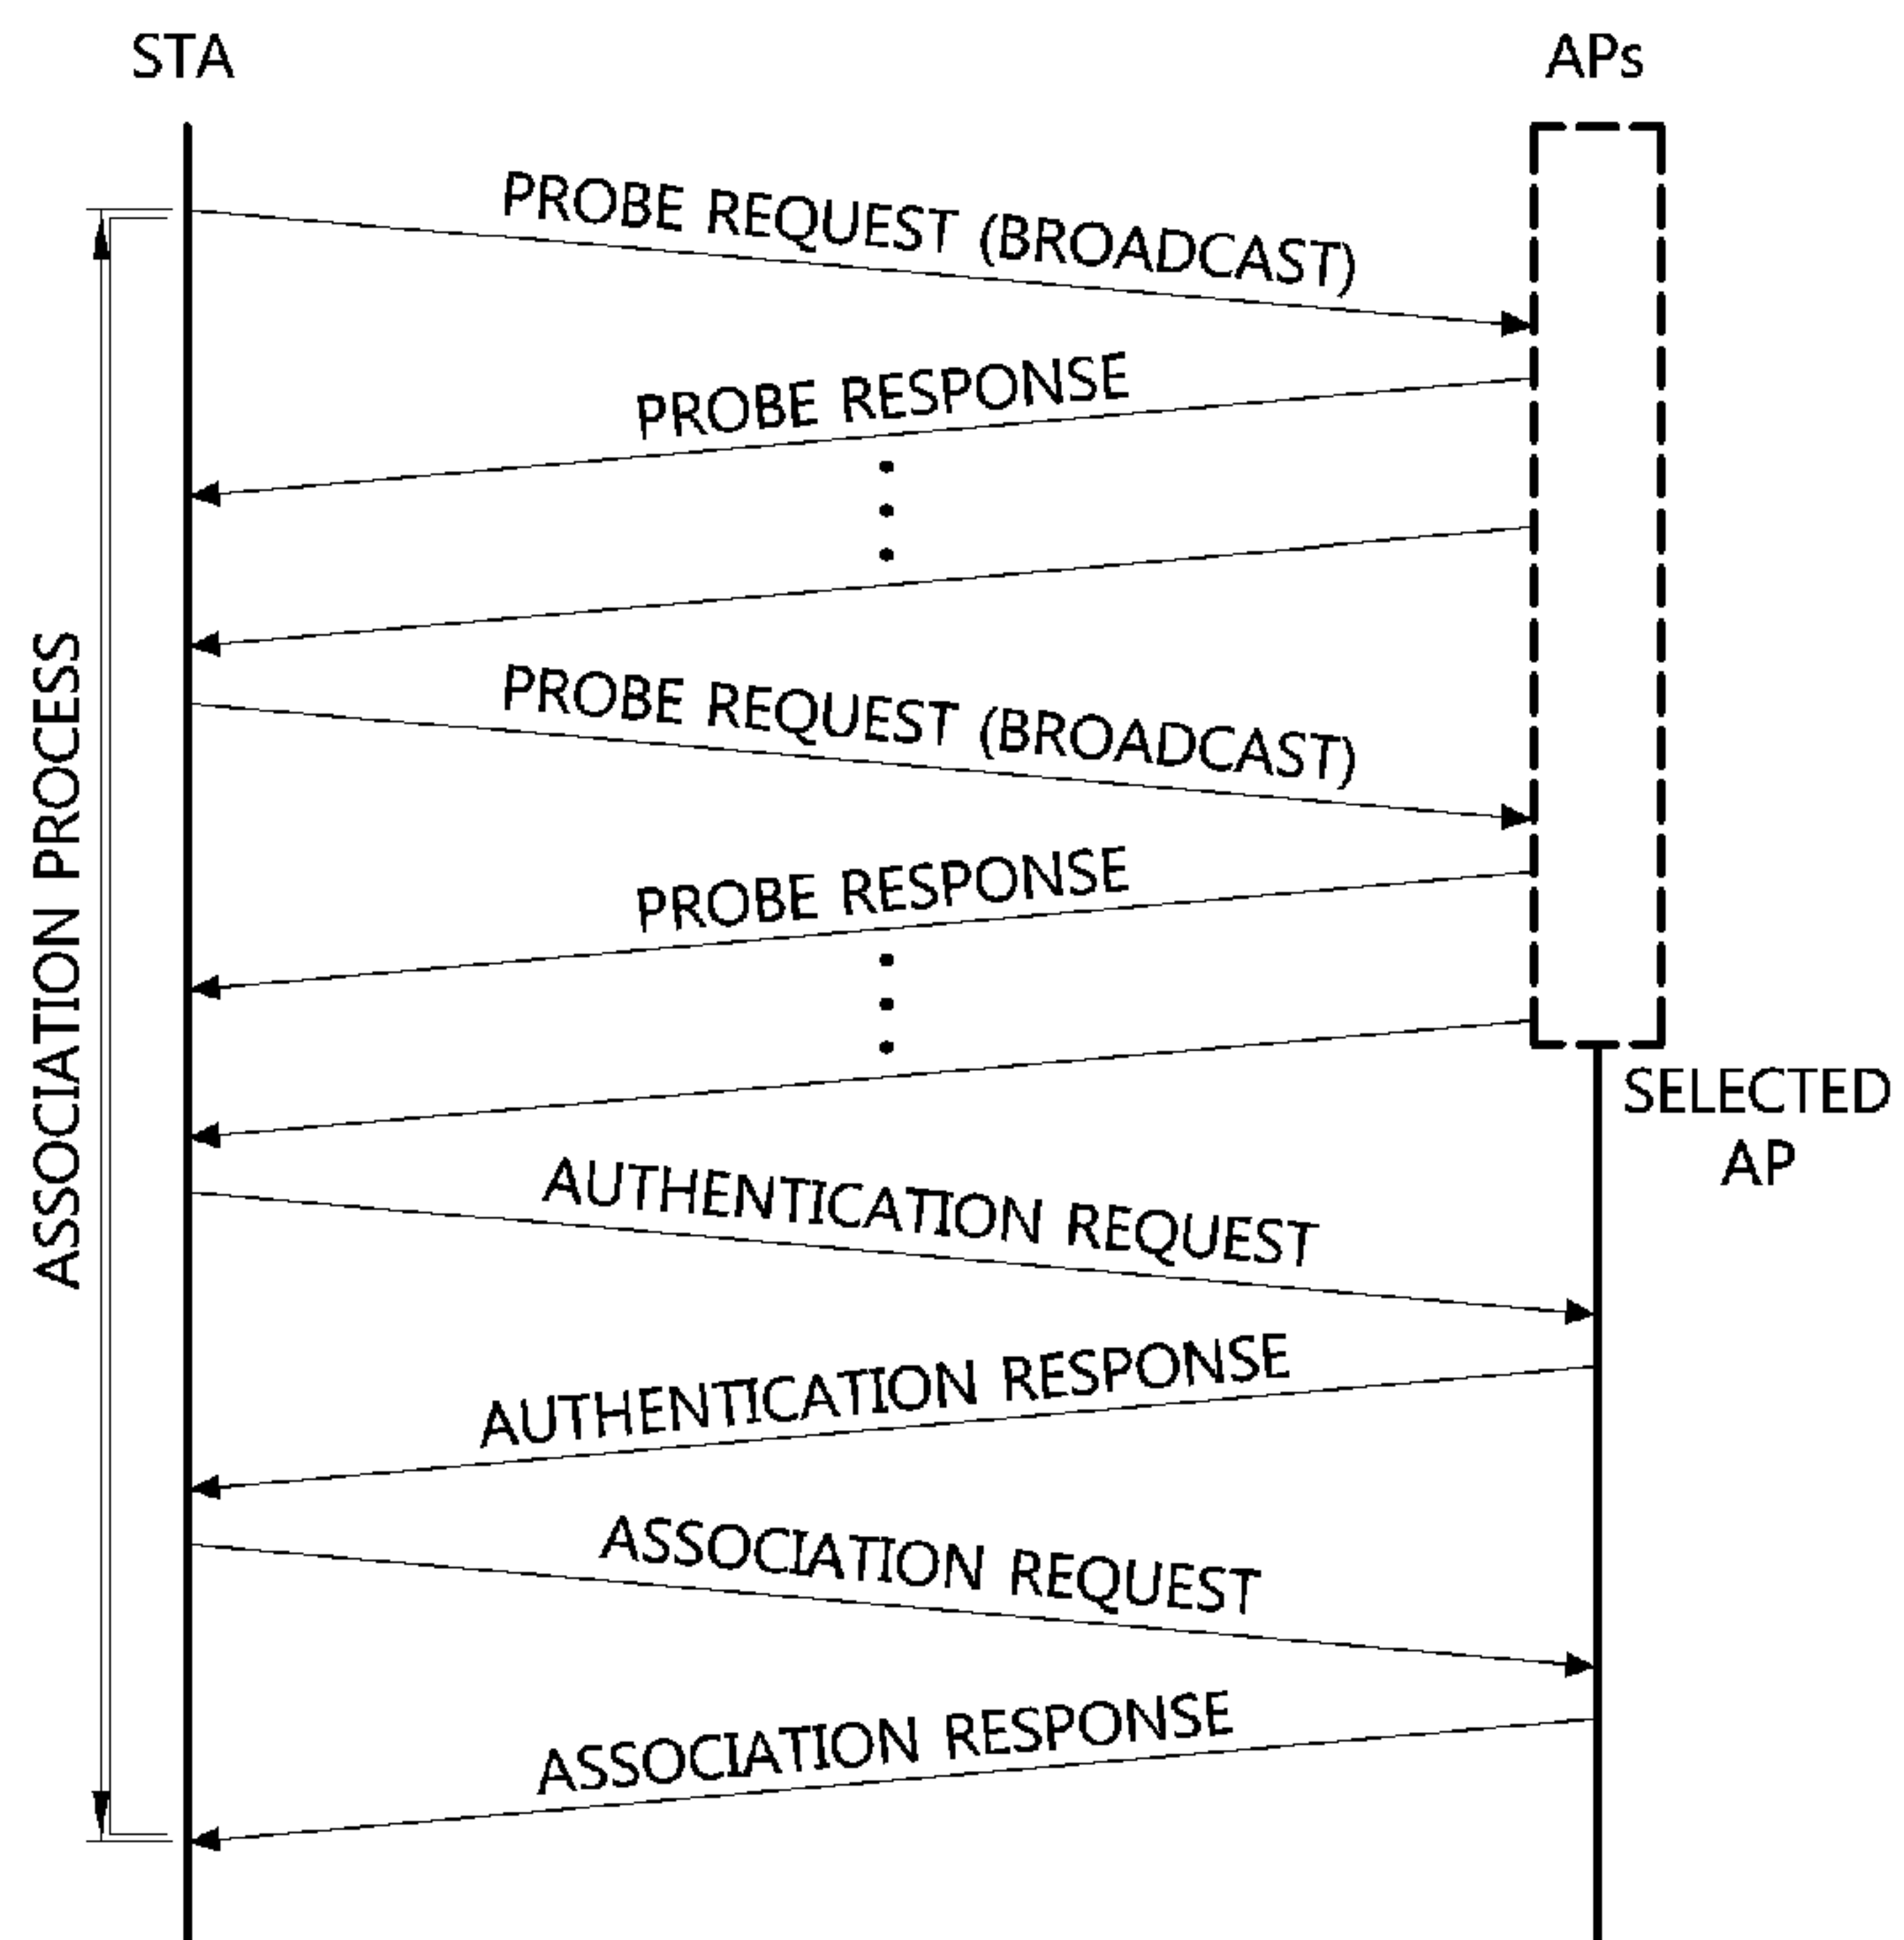 STA
APs
PROBE REQUEST (BROADCAST)
PROBE RESPONSE
PROBE REQUEST (BROADCAST)
PROBE RESPONSE
ASSOCIATION PROCESS
SELECTED
AP
AUTHENTICATION REQUEST
AUTHENTICATION RESPONSE
ASSOCIATION REQUEST
ASSOCIATION RESPONSE